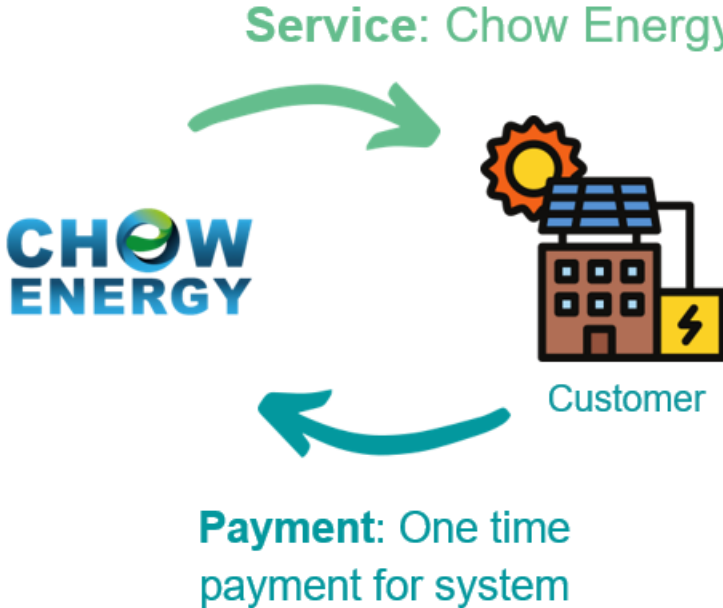 Service: Chow Energy
CHOW
ENERGY
Customer
Payment: One time
payment for system